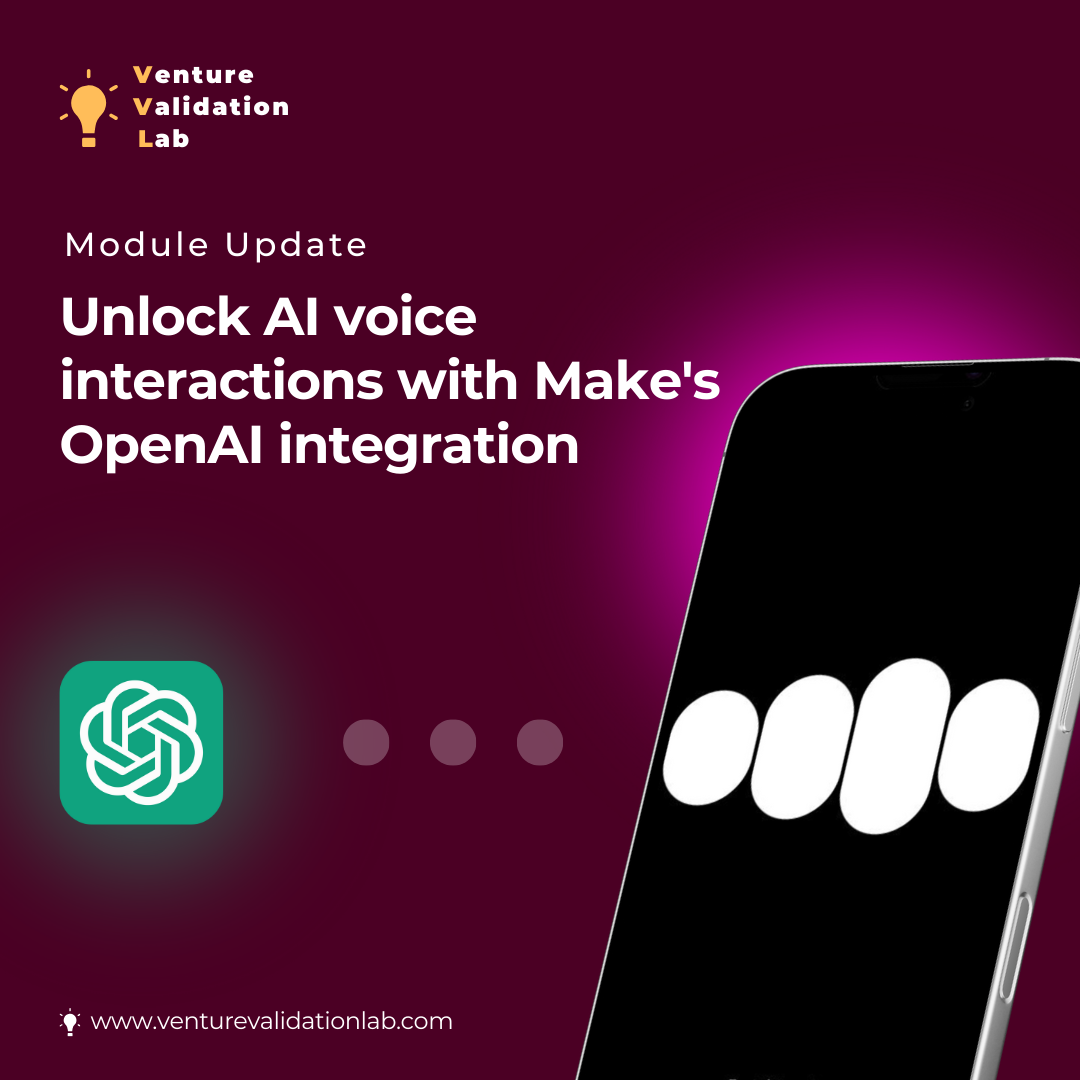 Venture
Validation
Lab
Module Update
Unlock AI voice
interactions with Make's
OpenAI integration
www.venturevalidationlab.com